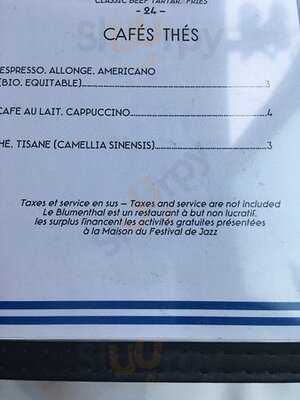 CLASSIC BEEF TARTAR, FRIES
- 24 -
CAFÉS THÉS
ESPRESSO, ALLONGE, AMERICANO
(BIO, EQUITABLE)...3
CAFE AU LAIT, CAPPUCCINO...4
HÉ, TISANE (CAMELLIA SINENSIS)...3
Taxes et service en sus – Taxes and service are not included
Le Blumenthal est un restaurant à but non lucratif,
les surplus financent les activités gratuites présentées
à la Maison du Festival de Jazz